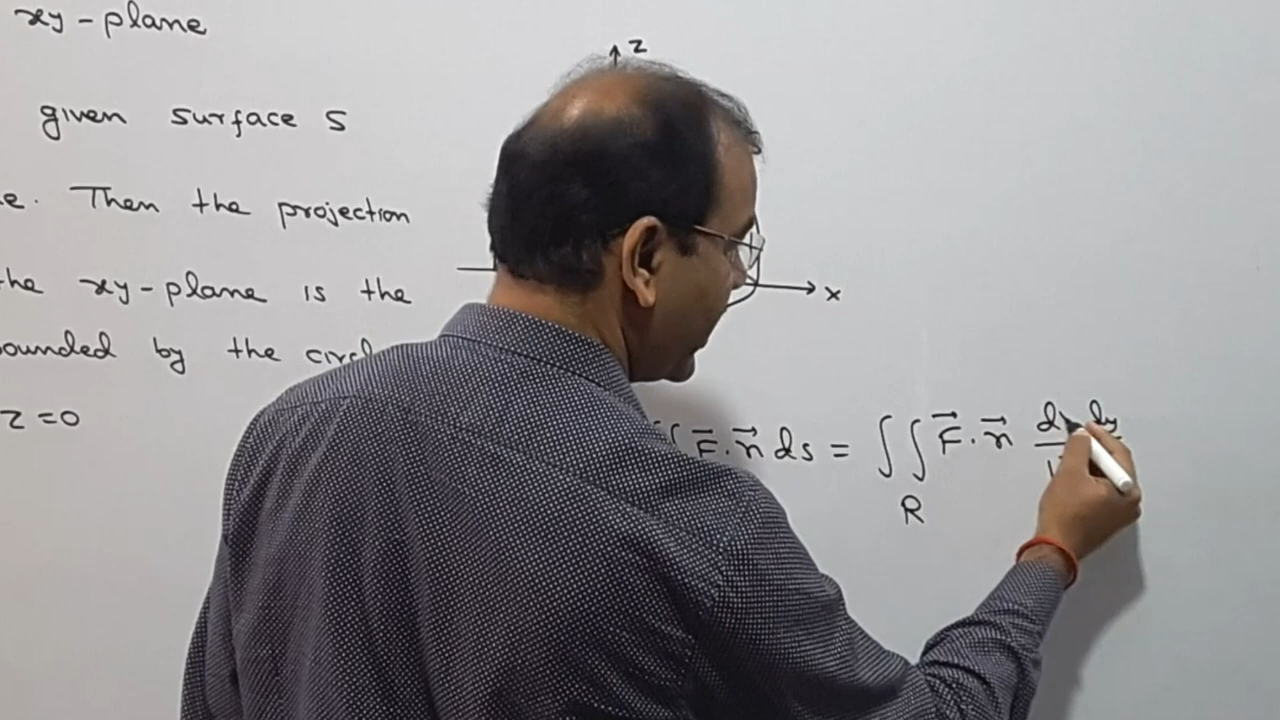 xy-plane
z
given surface S
e. Then the projection
the xy-plane is the
x
ounded by the circl
z=0
∫ F⃗.n⃗ ds = ∫∫ F⃗.n⃗ dx dy
R